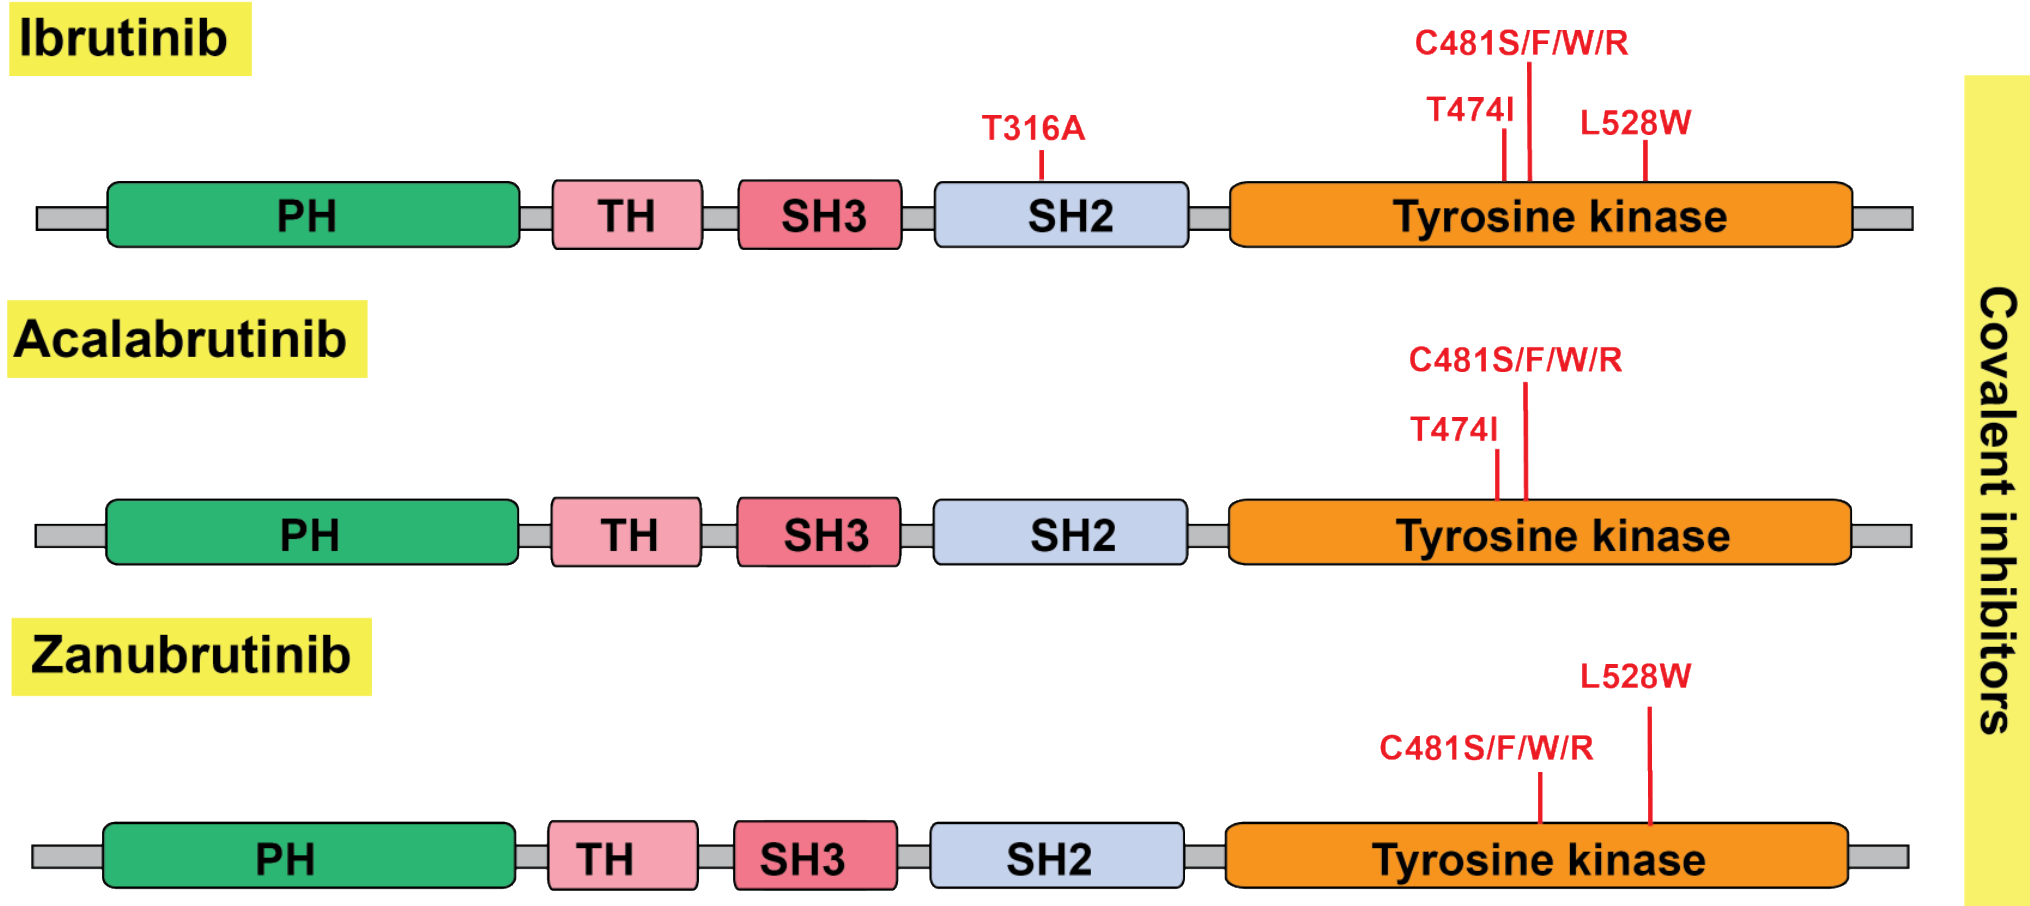 Ibrutinib
C481S/F/W/R
T474I
L528W
T316A
PH TH SH3 SH2 Tyrosine kinase
Acalabrutinib
C481S/F/W/R
T474I
PH TH SH3 SH2 Tyrosine kinase
Zanubrutinib
L528W
C481S/F/W/R
PH TH SH3 SH2 Tyrosine kinase
Covalent inhibitors